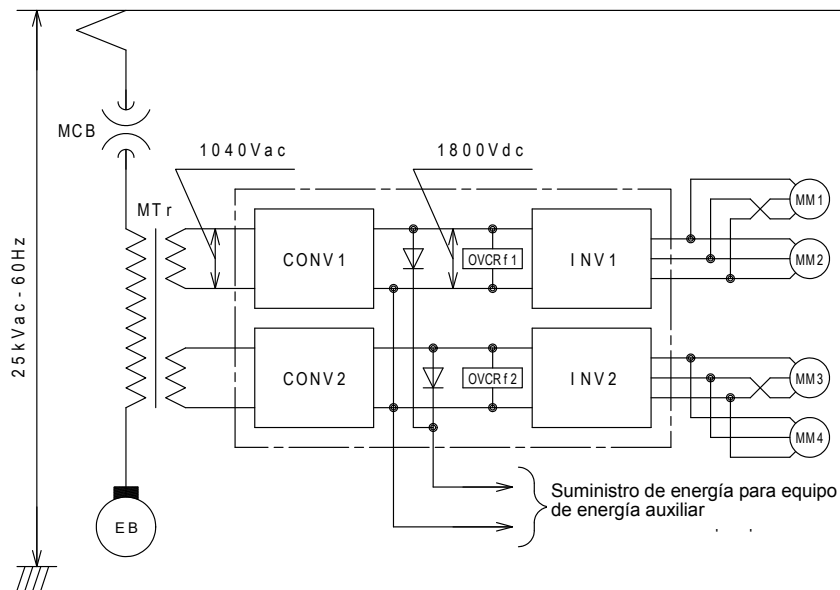 MCB
1040Vac
1800Vdc
MTr
25kVac-60Hz
CONV1
OVCRf1
INV1
MM1
MM2
CONV2
OVCRf2
INV2
MM3
MM4
EB
Suministro de energía para equipo
de energía auxiliar